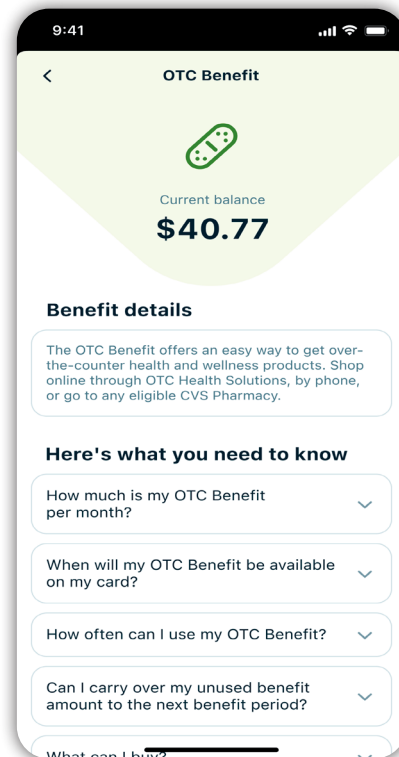 9:41
OTC Benefit
Current balance
$40.77
Benefit details
The OTC Benefit offers an easy way to get over-
the-counter health and wellness products. Shop
online through OTC Health Solutions, by phone,
or go to any eligible CVS Pharmacy.
Here's what you need to know
How much is my OTC Benefit
per month?
When will my OTC Benefit be available
on my card?
How often can I use my OTC Benefit?
Can I carry over my unused benefit
amount to the next benefit period?
What can I buy?